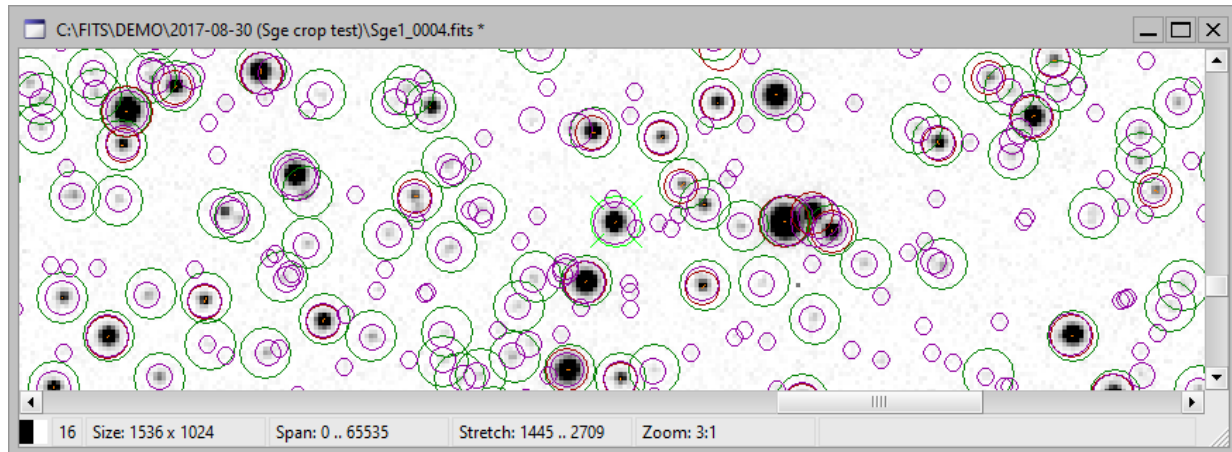 C:\FITS\DEMO\2017-08-30 (Sge crop test)\Sge1_0004.fits *
16 Size: 1536 x 1024 Span: 0 .. 65535 Stretch: 1445 .. 2709 Zoom: 3:1